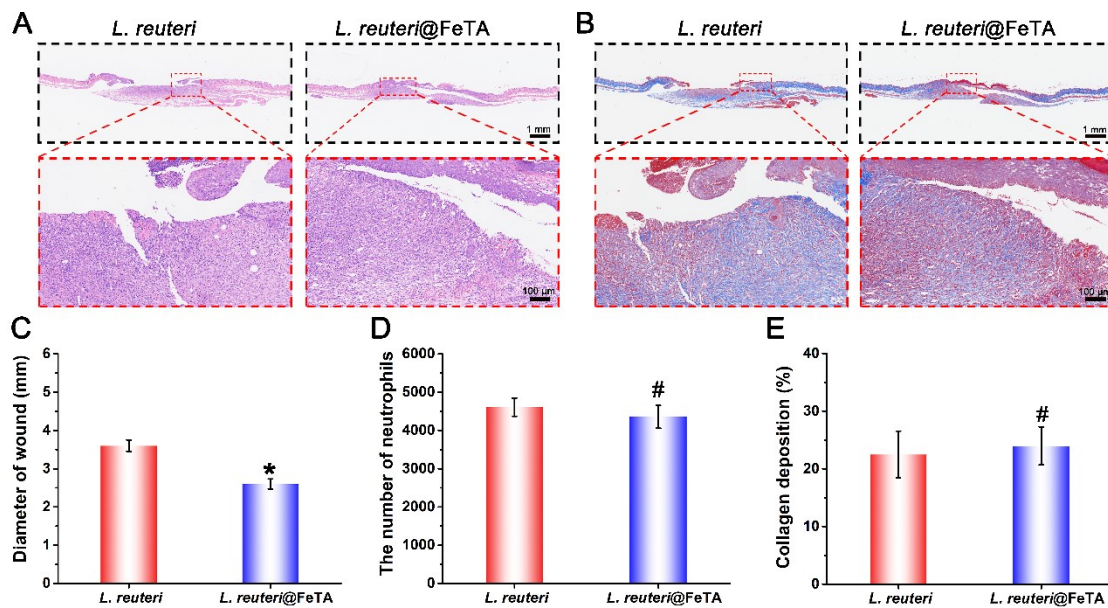 A
L. reuteri
L. reuteri@FeTA
1 mm
100 µm
B
L. reuteri
L. reuteri@FeTA
1 mm
100 µm
C
Diameter of wound (mm)
6
5
4
3
2
1
0
*
L. reuteri
L. reuteri@FeTA
D
The number of neutrophils
6000
5000
4000
3000
2000
1000
0
#
L. reuteri
L. reuteri@FeTA
E
Collagen deposition (%)
40
30
20
10
0
#
L. reuteri
L. reuteri@FeTA